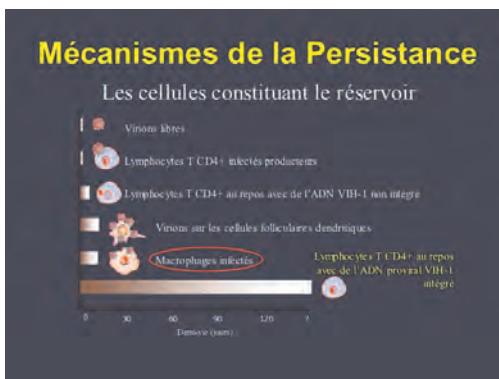 Mécanismes de la Persistance
Les cellules constituant le réservoir
Virions libres
Lymphocytes T CD4+ infectés producteurs
Lymphocytes T CD4+ au repos avec de l'ADN VIH-1 non intégré
Virions sur les cellules folliculaires dendritiques
Macrophages infectés
Lymphocytes T CD4+ au repos
avec de l'ADN proviral VIH-1
intégré
0 30 60 90 120 ?
Demi-vie (jours)